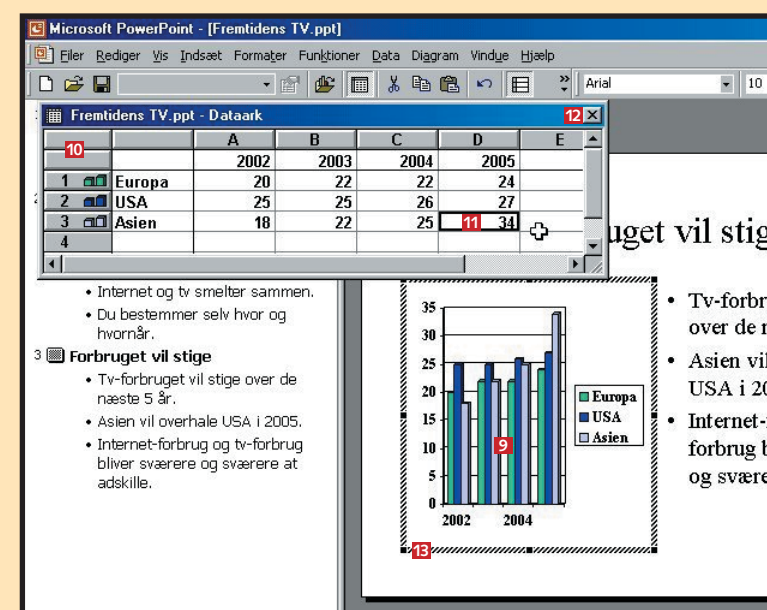 Microsoft PowerPoint - [Fremtidens TV.ppt]
Filer Rediger Vis Indsæt Formater Funktioner Data Diagram Vindue Hjælp
Arial 10
Fremtidens TV.ppt - Dataark 12
10 A B C D E
2002 2003 2004 2005
1 Europa 20 22 22 24
2 USA 25 25 26 27
3 Asien 18 22 25 11 34
4
• Internet og tv smelter sammen.
• Du bestemmer selv hvor og
hvornår.
3 Forbruget vil stige
• Tv-forbruget vil stige over de
næste 5 år.
• Asien vil overhale USA i 2005.
• Internet-forbrug og tv-forbrug
bliver sværere og sværere at
adskille.
uget vil stig
35
30
25
20
15
10
5
0
2002 2004
Europa
USA
Asien
9
13
• Tv-forbr
over de
• Asien vil
USA i 20
• Internet-
forbrug b
og svære